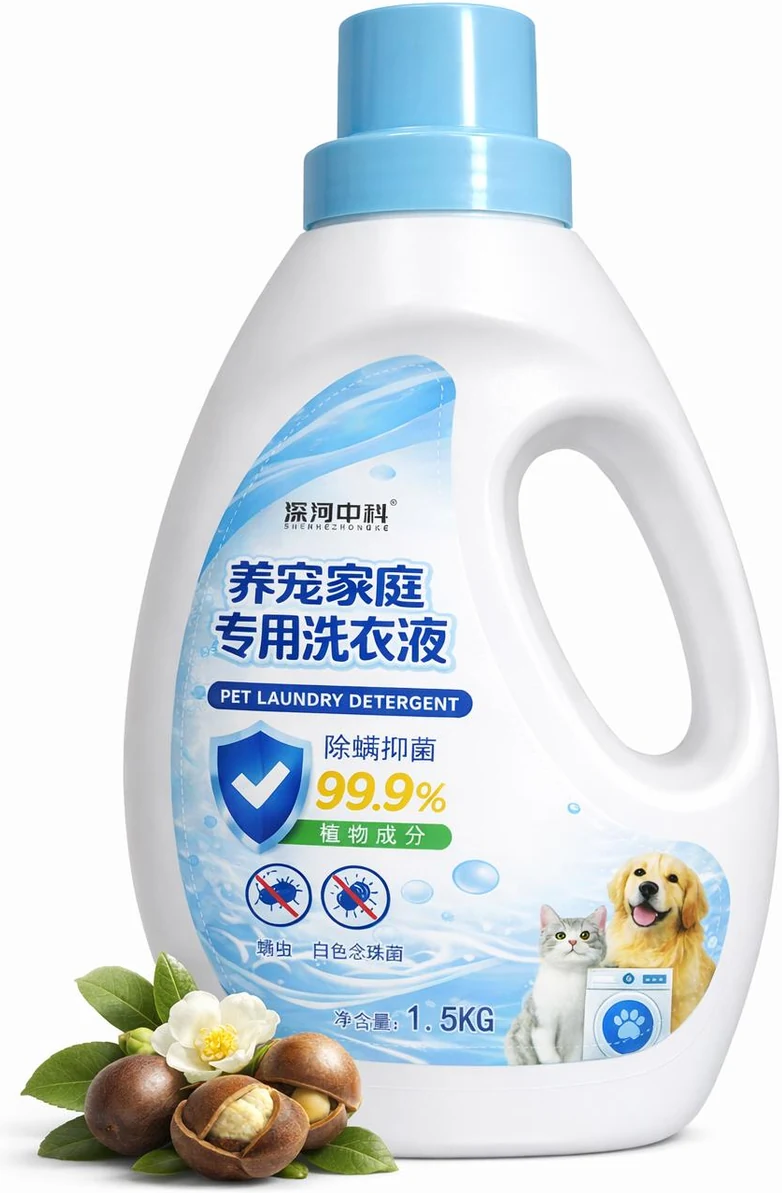 深河中科®
SHENHEZHONGKE
养宠家庭
专用洗衣液
PET LAUNDRY DETERGENT
除螨抑菌
99.9%
植物成分
螨虫 白色念珠菌
净含量：1.5KG